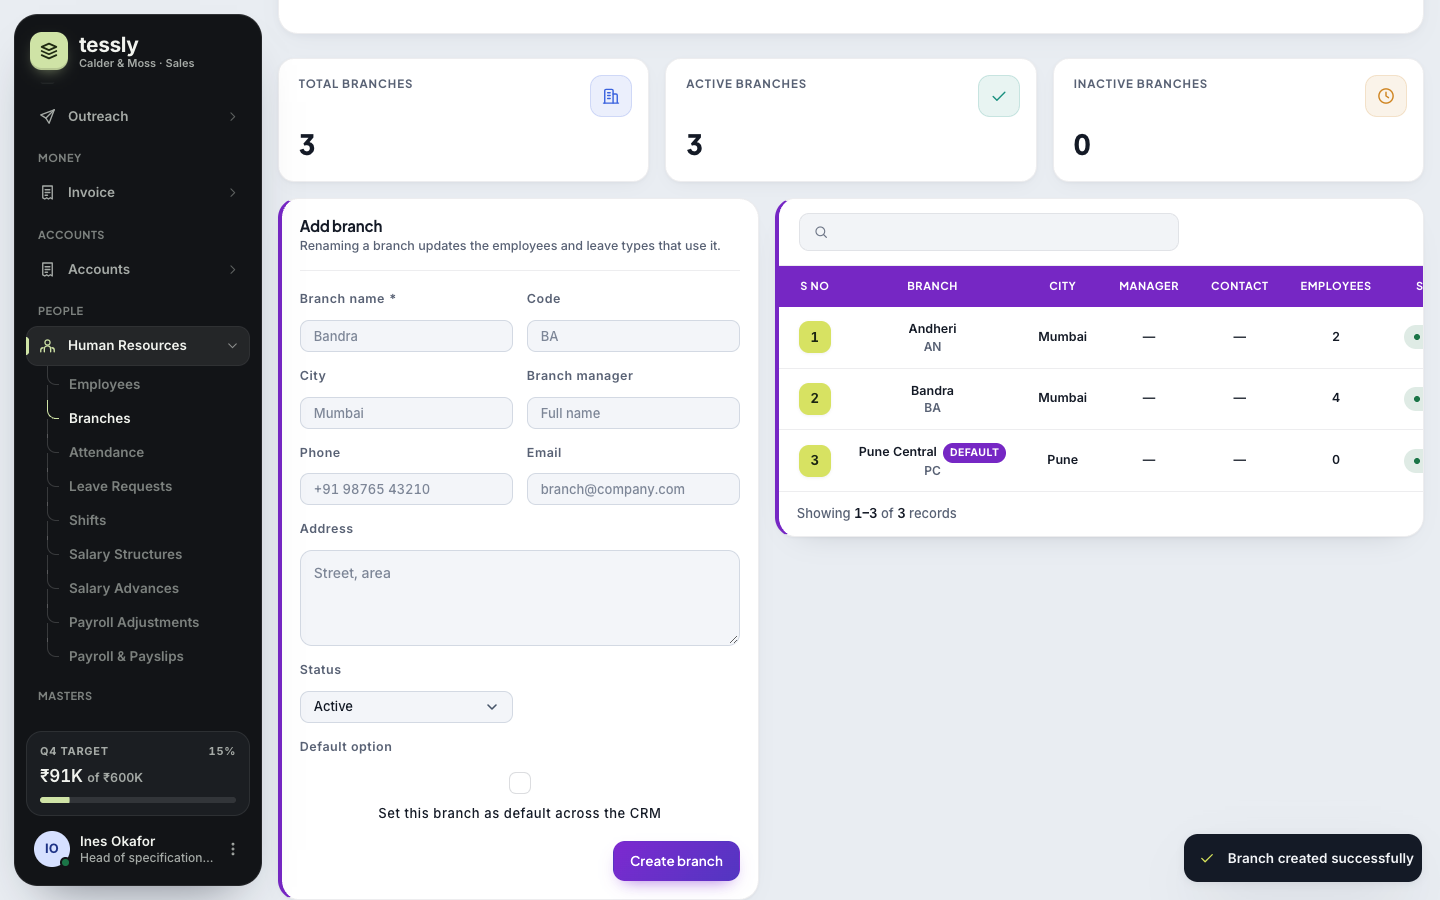 tessly
Calder & Moss · Sales
Outreach
MONEY
Invoice
ACCOUNTS
Accounts
PEOPLE
Human Resources
Employees
Branches
Attendance
Leave Requests
Shifts
Salary Structures
Salary Advances
Payroll Adjustments
Payroll & Payslips
MASTERS
Q4 TARGET 15%
₹91K of ₹600K
IO
Ines Okafor
Head of specification...
TOTAL BRANCHES
3
ACTIVE BRANCHES
3
INACTIVE BRANCHES
0
Add branch
Renaming a branch updates the employees and leave types that use it.
Branch name * Code
Bandra BA
City Branch manager
Mumbai Full name
Phone Email
+91 98765 43210 branch@company.com
Address
Street, area
Status
Active
Default option
Set this branch as default across the CRM
Create branch
S NO BRANCH CITY MANAGER CONTACT EMPLOYEES S
1 Andheri Mumbai — — 2
AN
2 Bandra Mumbai — — 4
BA
3 Pune Central DEFAULT Pune — — 0
PC
Showing 1–3 of 3 records
Branch created successfully